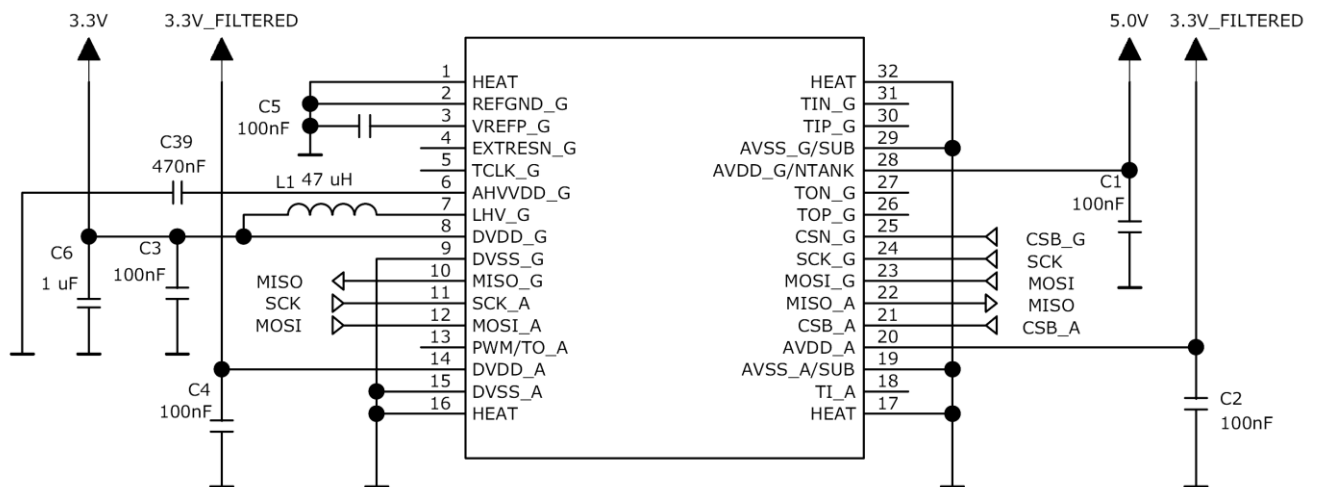 3.3V 3.3V_FILTERED 5.0V 3.3V_FILTERED
1 HEAT HEAT 32
2 REFGND_G TIN_G 31
C5
100nF
3 VREFP_G TIP_G 30
4 EXTRESN_G AVSS_G/SUB 29
C39
470nF
5 TCLK_G AVDD_G/NTANK 28
L1 47 uH
6 AHVVDD_G TON_G 27
C1
100nF
7 LHV_G TOP_G 26
8 DVDD_G CSN_G 25 CSB_G
C6
1 uF
C3
100nF
9 DVSS_G SCK_G 24 SCK
MISO 10 MISO_G MOSI_G 23 MOSI
SCK 11 SCK_A MISO_A 22 MISO
MOSI 12 MOSI_A CSB_A 21 CSB_A
13 PWM/TO_A AVDD_A 20
14 DVDD_A AVSS_A/SUB 19
C4
100nF
15 DVSS_A TI_A 18
16 HEAT HEAT 17
C2
100nF